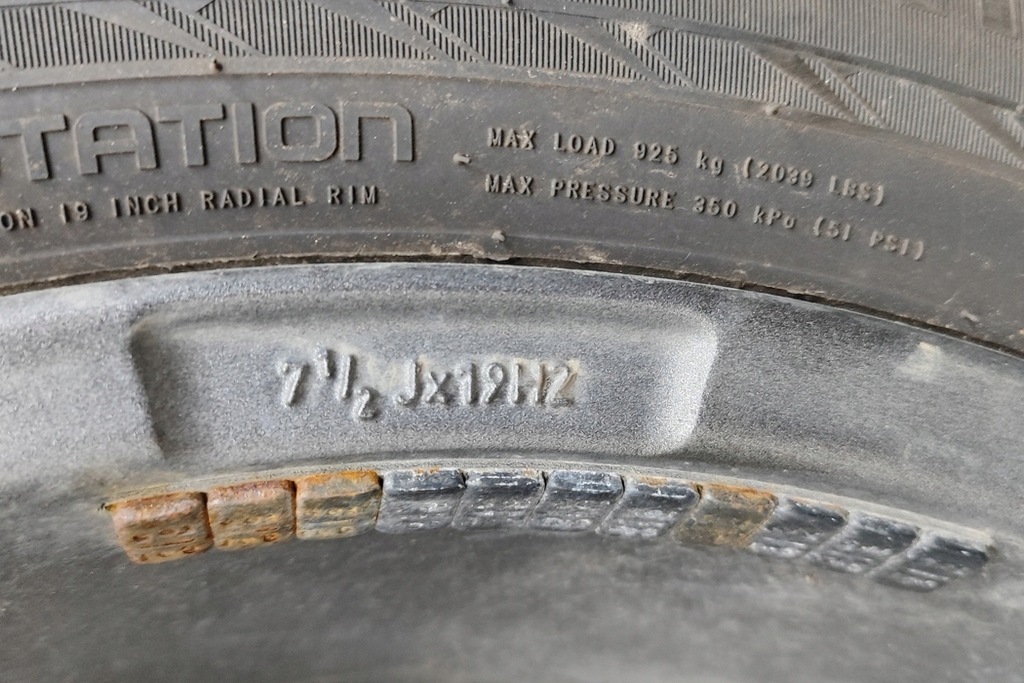 TATION
ON 19 INCH RADIAL RIM
MAX LOAD 925 kg (2039 LBS)
MAX PRESSURE 350 kPa (51 PSI)
7 1/2 Jx19H2